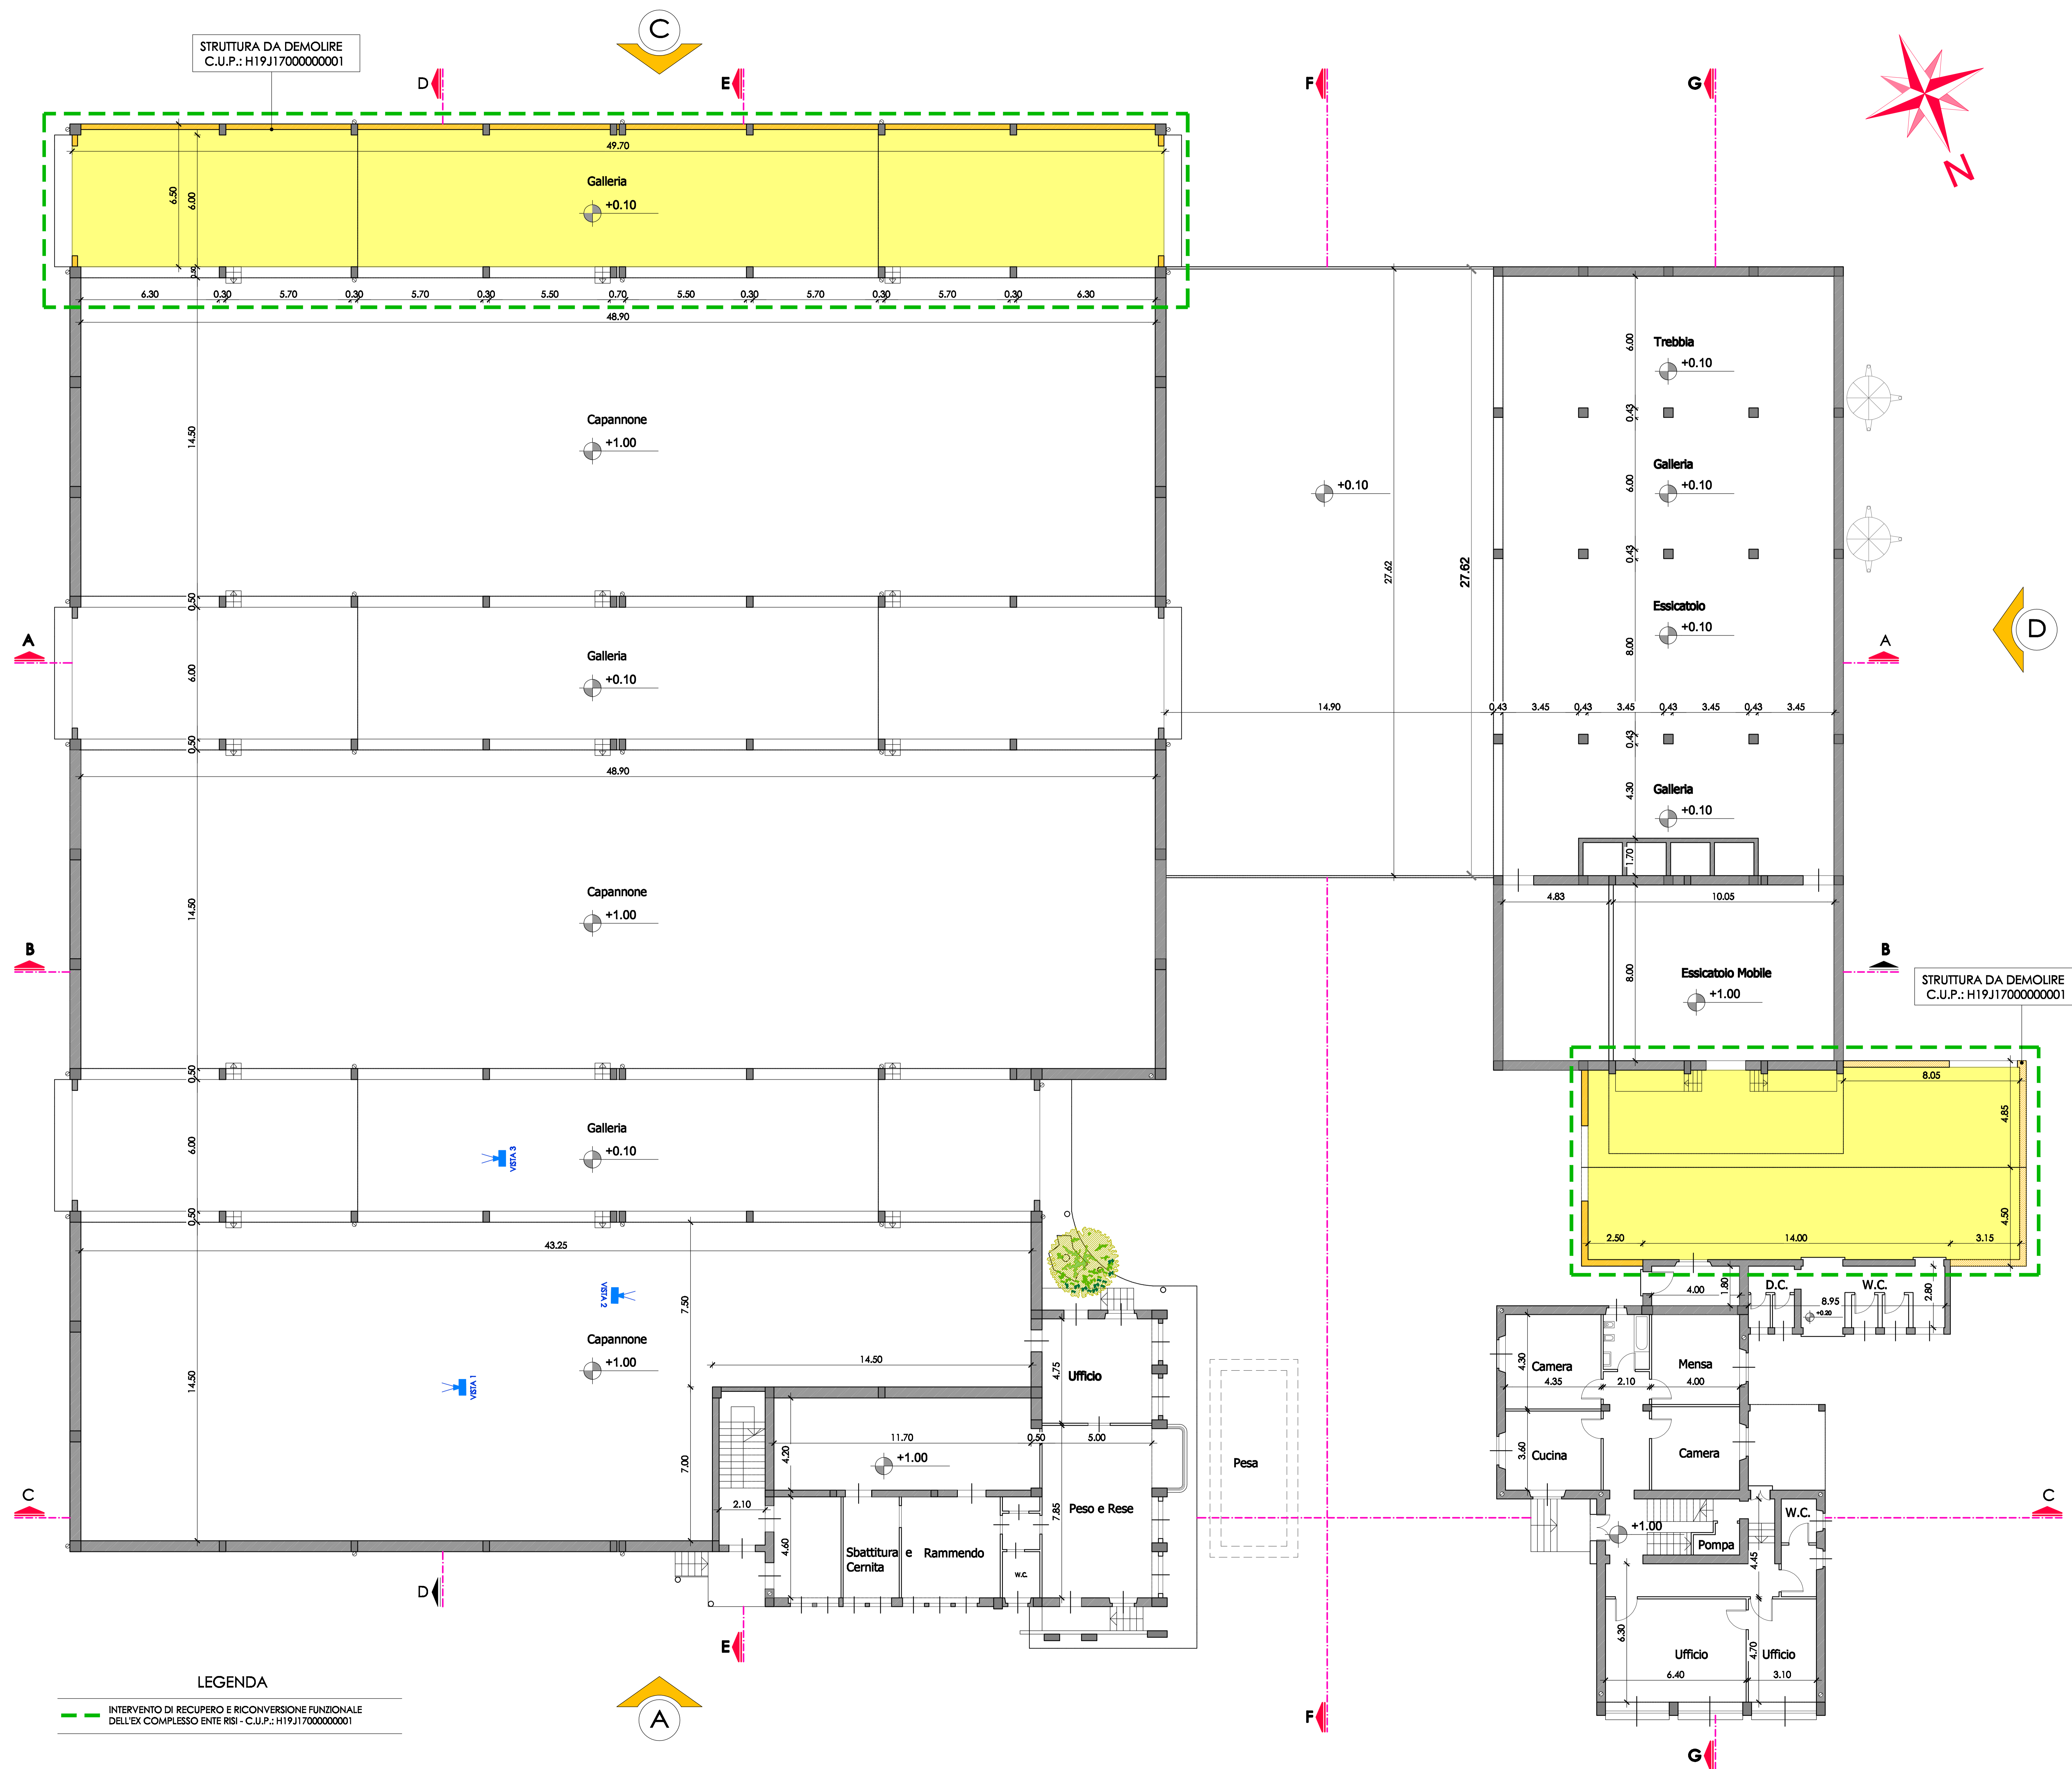 C
STRUTTURA DA DEMOLIRE
C.U.P.: H19J17000000001
D
E
F
G
N
49.70
Galleria
+0.10
6.50
6.00
0.50
6.30
0.30
5.70
0.30
5.70
0.30
5.50
0.70
5.50
0.30
5.70
0.30
5.70
0.30
6.30
48.90
Capannone
+1.00
14.50
0.50
+0.10
27.62
27.62
Trebbia
+0.10
6.00
0.43
Galleria
+0.10
6.00
0.43
Essicatoio
+0.10
8.00
D
A
A
Galleria
+0.10
6.00
0.50
14.90
0.43
3.45
0.43
3.45
0.43
3.45
0.43
3.45
0.43
48.90
Galleria
+0.10
4.30
1.70
Capannone
+1.00
14.50
4.83
10.05
B
B
Essicatoio Mobile
+1.00
8.00
STRUTTURA DA DEMOLIRE
C.U.P.: H19J17000000001
0.50
8.05
4.85
Galleria
+0.10
6.00
VISTA 3
0.50
4.50
43.25
2.50
14.00
3.15
VISTA 2
7.50
Capannone
+1.00
14.50
VISTA 1
14.50
4.00
1.80
D.C.
W.C.
8.95
+0.20
2.80
4.75
Ufficio
4.30
Camera
4.35
2.10
Mensa
4.00
11.70
0.50
5.00
4.20
+1.00
7.00
Pesa
3.60
Cucina
Camera
C
2.10
Peso e Rese
7.85
C
W.C.
+1.00
Pompa
4.45
4.60
Sbattitura e
Cernita
Rammendo
W.C.
D
E
6.30
4.70
Ufficio
Ufficio
6.40
3.10
LEGENDA
INTERVENTO DI RECUPERO E RICONVERSIONE FUNZIONALE
DELL'EX COMPLESSO ENTE RISI - C.U.P.: H19J17000000001
A
F
G